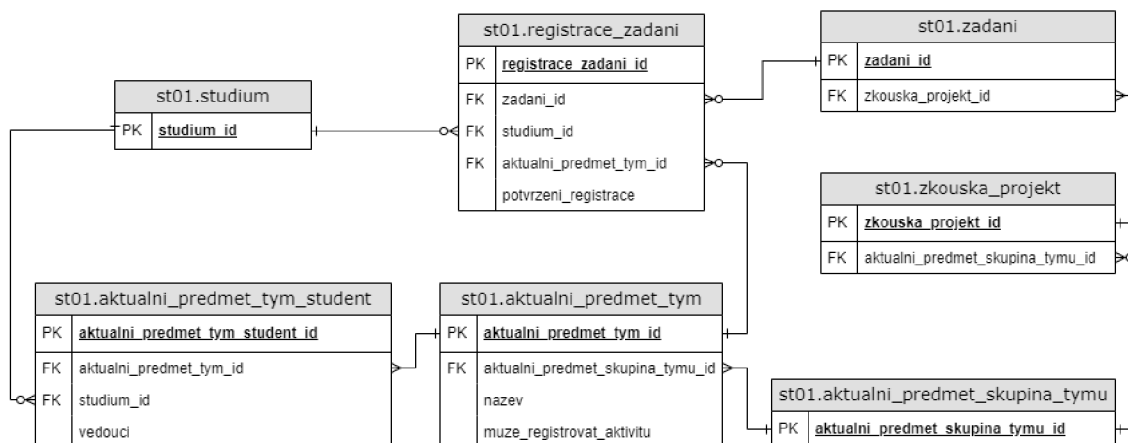 st01.registrace_zadani
PK registrace_zadani_id
FK zadani_id
FK studium_id
FK aktualni_predmet_tym_id
potvrzeni_registrace
st01.zadani
PK zadani_id
FK zkouska_projekt_id
st01.studium
PK studium_id
st01.zkouska_projekt
PK zkouska_projekt_id
FK aktualni_predmet_skupina_tymu_id
st01.aktualni_predmet_tym_student
PK aktualni_predmet_tym_student_id
FK aktualni_predmet_tym_id
FK studium_id
vedouci
st01.aktualni_predmet_tym
PK aktualni_predmet_tym_id
FK aktualni_predmet_skupina_tymu_id
nazev
muze_registrovat_aktivitu
st01.aktualni_predmet_skupina_tymu
PK aktualni_predmet_skupina_tymu_id